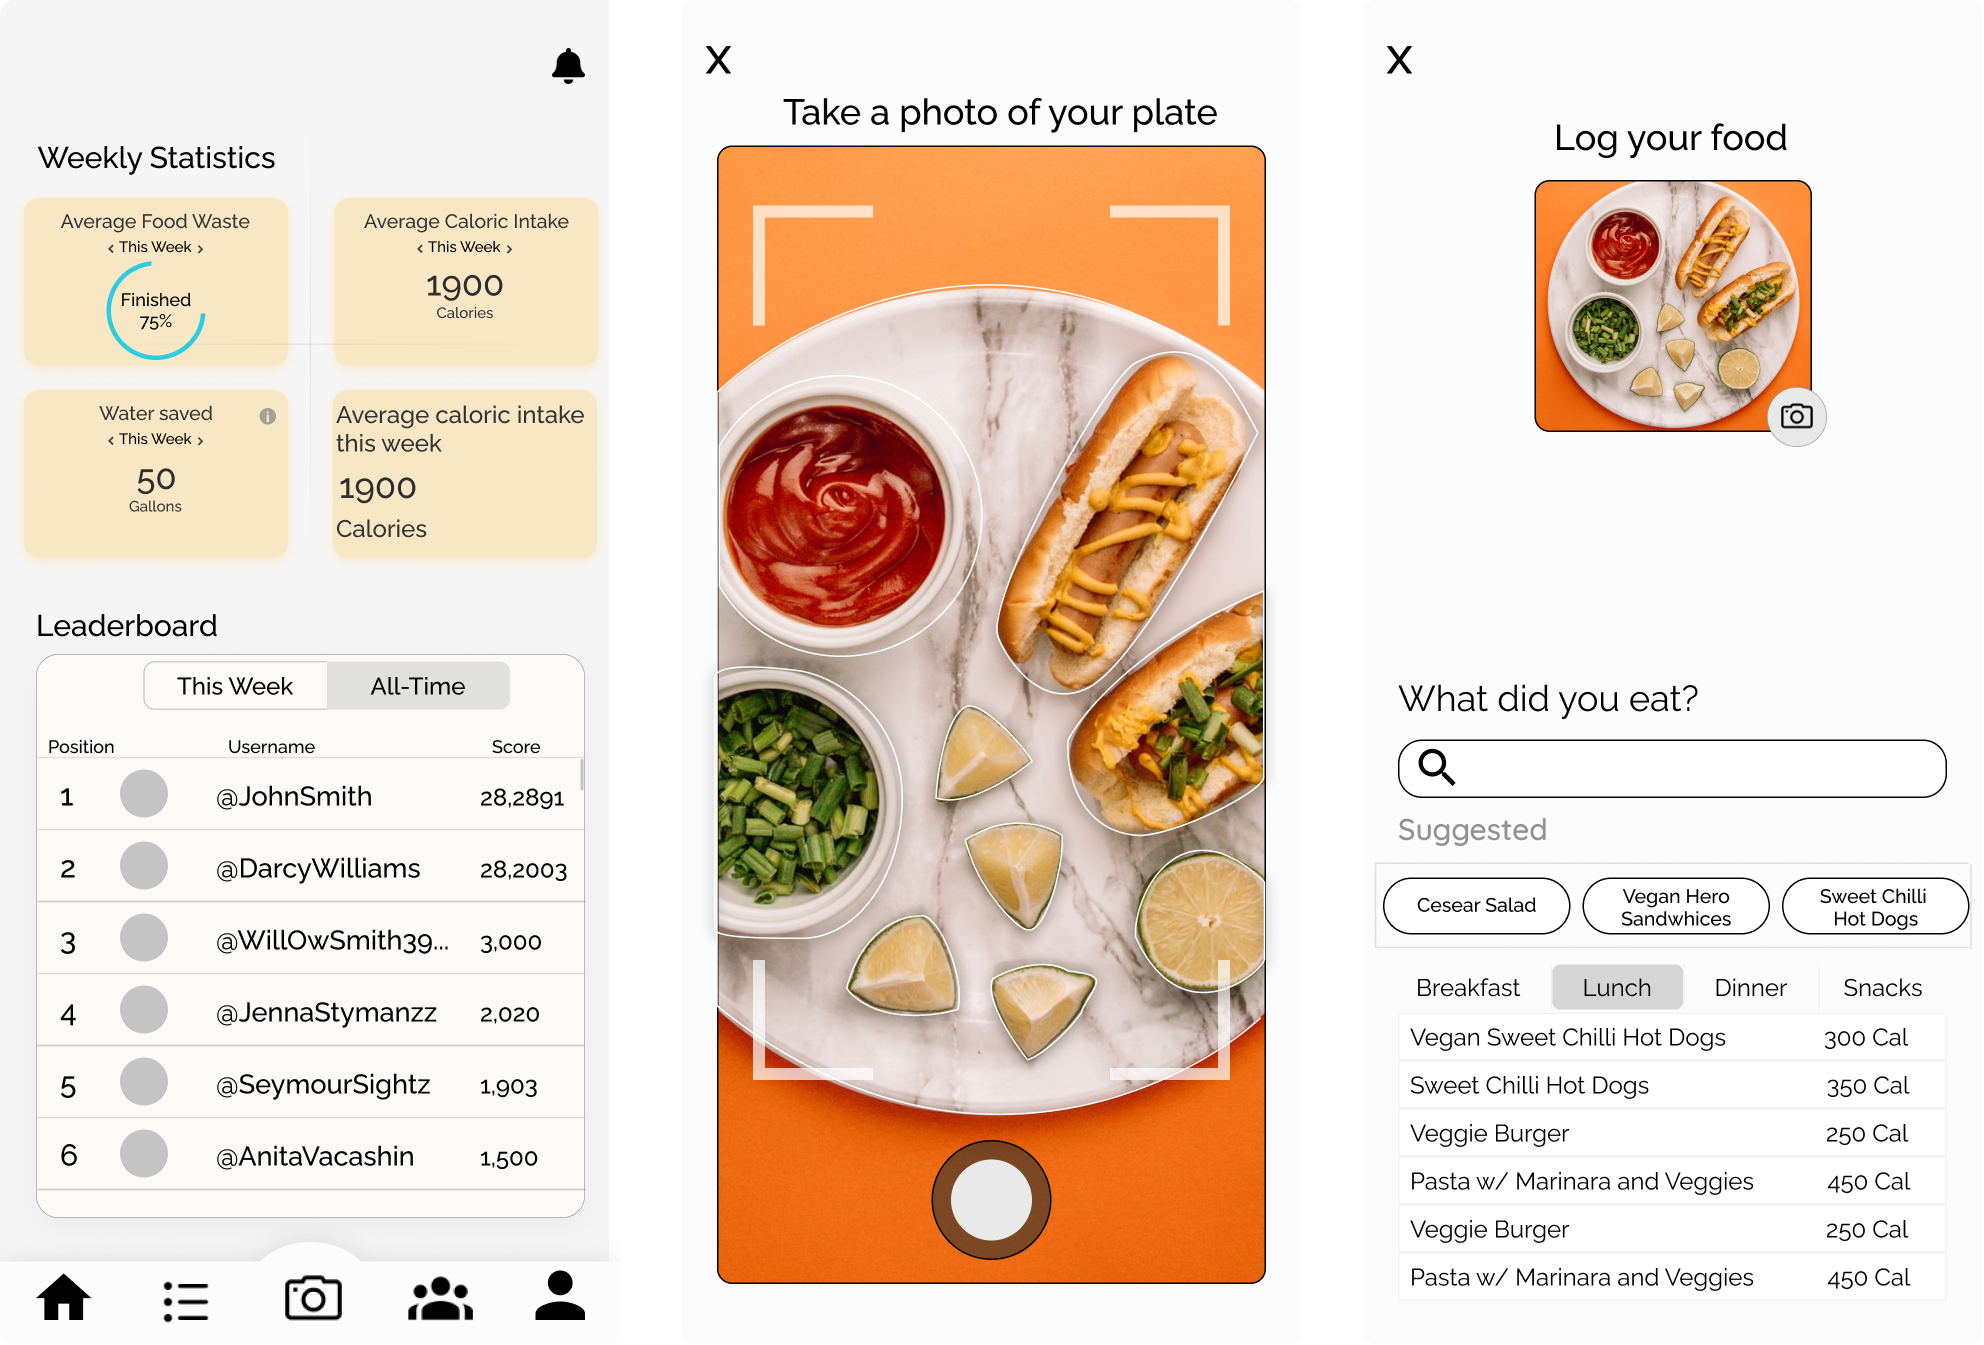 Weekly Statistics
Average Food Waste
‹ This Week ›
Finished
75%
Average Caloric Intake
‹ This Week ›
1900
Calories
Water saved
i
‹ This Week ›
50
Gallons
Average caloric intake
this week
1900
Calories
Leaderboard
This Week All-Time
Position Username Score
1 @JohnSmith 28,2891
2 @DarcyWilliams 28,2003
3 @WillOwSmith39... 3,000
4 @JennaStymanzz 2,020
5 @SeymourSightz 1,903
6 @AnitaVacashin 1,500
X
Take a photo of your plate
X
Log your food
What did you eat?
Suggested
Cesear Salad
Vegan Hero
Sandwhices
Sweet Chilli
Hot Dogs
Breakfast Lunch Dinner Snacks
Vegan Sweet Chilli Hot Dogs 300 Cal
Sweet Chilli Hot Dogs 350 Cal
Veggie Burger 250 Cal
Pasta w/ Marinara and Veggies 450 Cal
Veggie Burger 250 Cal
Pasta w/ Marinara and Veggies 450 Cal